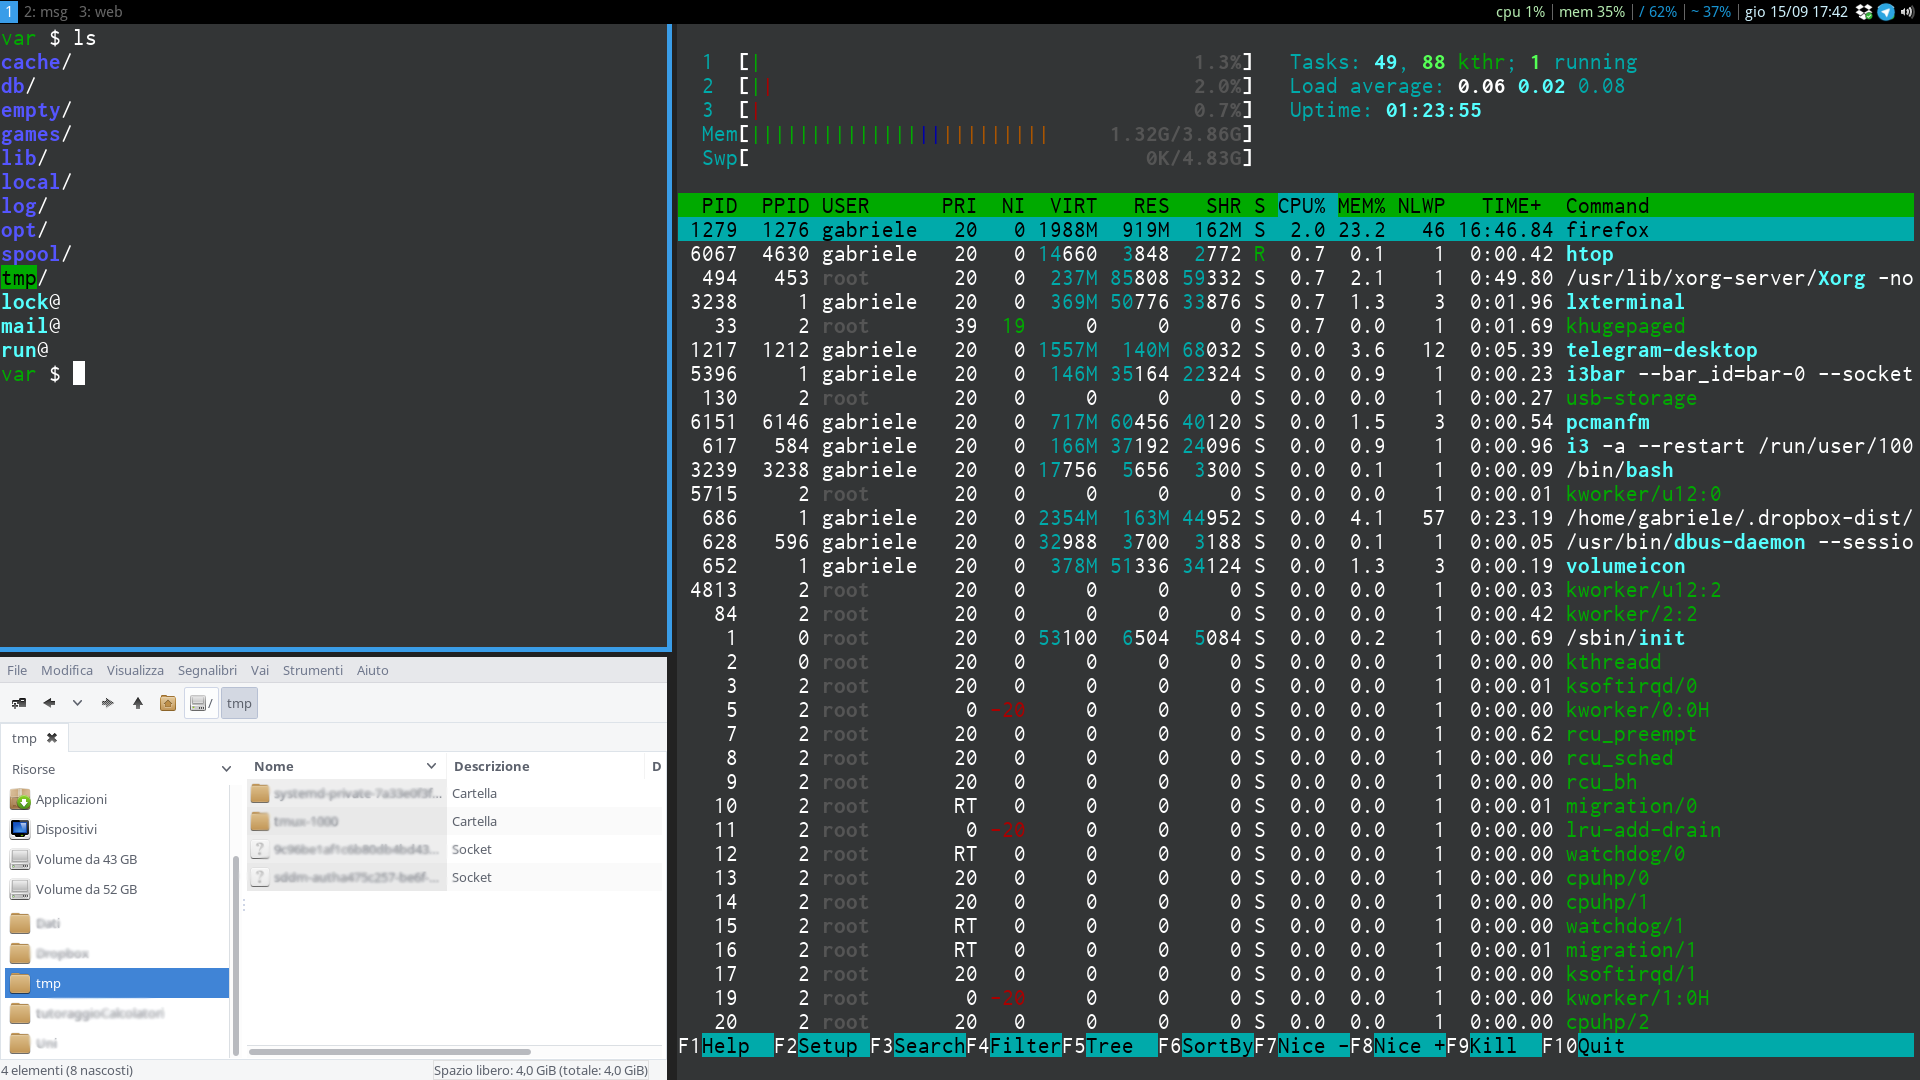 1 2: msg 3: web
cpu 1% | mem 35% | / 62% | ~ 37% | gio 15/09 17:42
var $ ls
cache/
db/
empty/
games/
lib/
local/
log/
opt/
spool/
tmp/
lock@
mail@
run@
var $
File Modifica Visualizza Segnalibri Vai Strumenti Aiuto
/ tmp
tmp
Risorse
Applicazioni
Dispositivi
Volume da 43 GB
Volume da 52 GB
Dati
Dropbox
tmp
tutoraggioCalcolatori
Uni
Nome Descrizione D
Cartella
tmux-1000 Cartella
Socket
Socket
4 elementi (8 nascosti) Spazio libero: 4,0 GiB (totale: 4,0 GiB)
1 [| 1.3%] Tasks: 49, 88 kthr; 1 running
2 [|| 2.0%] Load average: 0.06 0.02 0.08
3 [| 0.7%] Uptime: 01:23:55
Mem[||||||||||||||||||||||||| 1.32G/3.86G]
Swp[ 0K/4.83G]
PID PPID USER PRI NI VIRT RES SHR S CPU% MEM% NLWP TIME+ Command
1279 1276 gabriele 20 0 1988M 919M 162M S 2.0 23.2 46 16:46.84 firefox
6067 4630 gabriele 20 0 14660 3848 2772 R 0.7 0.1 1 0:00.42 htop
494 453 root 20 0 237M 85808 59332 S 0.7 2.1 1 0:49.80 /usr/lib/xorg-server/Xorg -no
3238 1 gabriele 20 0 369M 50776 33876 S 0.7 1.3 3 0:01.96 lxterminal
33 2 root 39 19 0 0 0 S 0.7 0.0 1 0:01.69 khugepaged
1217 1212 gabriele 20 0 1557M 140M 68032 S 0.0 3.6 12 0:05.39 telegram-desktop
5396 1 gabriele 20 0 146M 35164 22324 S 0.0 0.9 1 0:00.23 i3bar --bar_id=bar-0 --socket
130 2 root 20 0 0 0 0 S 0.0 0.0 1 0:00.27 usb-storage
6151 6146 gabriele 20 0 717M 60456 40120 S 0.0 1.5 3 0:00.54 pcmanfm
617 584 gabriele 20 0 166M 37192 24096 S 0.0 0.9 1 0:00.96 i3 -a --restart /run/user/100
3239 3238 gabriele 20 0 17756 5656 3300 S 0.0 0.1 1 0:00.09 /bin/bash
5715 2 root 20 0 0 0 0 S 0.0 0.0 1 0:00.01 kworker/u12:0
686 1 gabriele 20 0 2354M 163M 44952 S 0.0 4.1 57 0:23.19 /home/gabriele/.dropbox-dist/
628 596 gabriele 20 0 32988 3700 3188 S 0.0 0.1 1 0:00.05 /usr/bin/dbus-daemon --sessio
652 1 gabriele 20 0 378M 51336 34124 S 0.0 1.3 3 0:00.19 volumeicon
4813 2 root 20 0 0 0 0 S 0.0 0.0 1 0:00.03 kworker/u12:2
84 2 root 20 0 0 0 0 S 0.0 0.0 1 0:00.42 kworker/2:2
1 0 root 20 0 53100 6504 5084 S 0.0 0.2 1 0:00.69 /sbin/init
2 0 root 20 0 0 0 0 S 0.0 0.0 1 0:00.00 kthreadd
3 2 root 20 0 0 0 0 S 0.0 0.0 1 0:00.01 ksoftirqd/0
5 2 root 0 -20 0 0 0 S 0.0 0.0 1 0:00.00 kworker/0:0H
7 2 root 20 0 0 0 0 S 0.0 0.0 1 0:00.62 rcu_preempt
8 2 root 20 0 0 0 0 S 0.0 0.0 1 0:00.00 rcu_sched
9 2 root 20 0 0 0 0 S 0.0 0.0 1 0:00.00 rcu_bh
10 2 root RT 0 0 0 0 S 0.0 0.0 1 0:00.01 migration/0
11 2 root 0 -20 0 0 0 S 0.0 0.0 1 0:00.00 lru-add-drain
12 2 root RT 0 0 0 0 S 0.0 0.0 1 0:00.00 watchdog/0
13 2 root 20 0 0 0 0 S 0.0 0.0 1 0:00.00 cpuhp/0
14 2 root 20 0 0 0 0 S 0.0 0.0 1 0:00.00 cpuhp/1
15 2 root RT 0 0 0 0 S 0.0 0.0 1 0:00.00 watchdog/1
16 2 root RT 0 0 0 0 S 0.0 0.0 1 0:00.01 migration/1
17 2 root 20 0 0 0 0 S 0.0 0.0 1 0:00.00 ksoftirqd/1
19 2 root 0 -20 0 0 0 S 0.0 0.0 1 0:00.00 kworker/1:0H
20 2 root 20 0 0 0 0 S 0.0 0.0 1 0:00.00 cpuhp/2
F1Help F2Setup F3SearchF4FilterF5Tree F6SortByF7Nice -F8Nice +F9Kill F10Quit